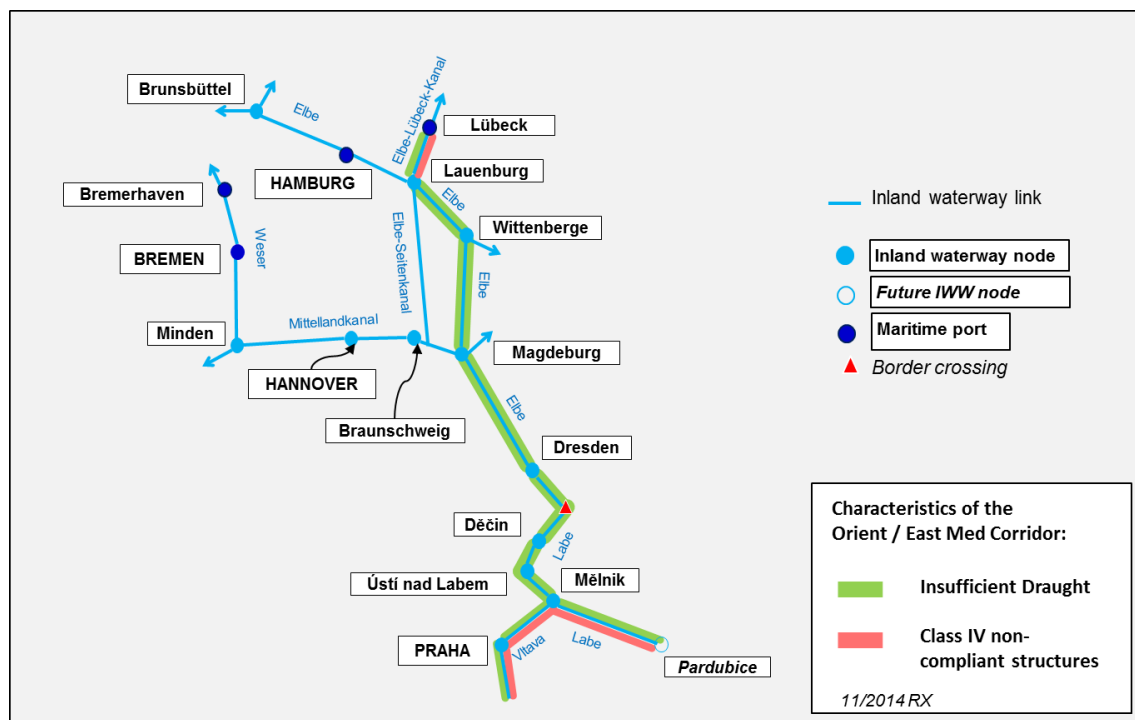 Brunsbüttel
Elbe
Elbe-Lübeck-Kanal
Lübeck
HAMBURG
Lauenburg
Bremerhaven
Elbe
Wittenberge
BREMEN
Weser
Elbe-Seitenkanal
Elbe
Minden
Mittellandkanal
HANNOVER
Magdeburg
Braunschweig
Elbe
Dresden
Děčin
Labe
Ústí nad Labem
Mělnik
PRAHA
Vltava
Labe
Pardubice
Inland waterway link
Inland waterway node
Future IWW node
Maritime port
Border crossing
Characteristics of the
Orient / East Med Corridor:
Insufficient Draught
Class IV non-
compliant structures
11/2014 RX